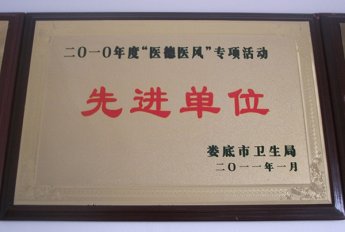 二〇一〇年度“医德医风”专项活动
先进单位
娄底市卫生局
二〇一一年一月